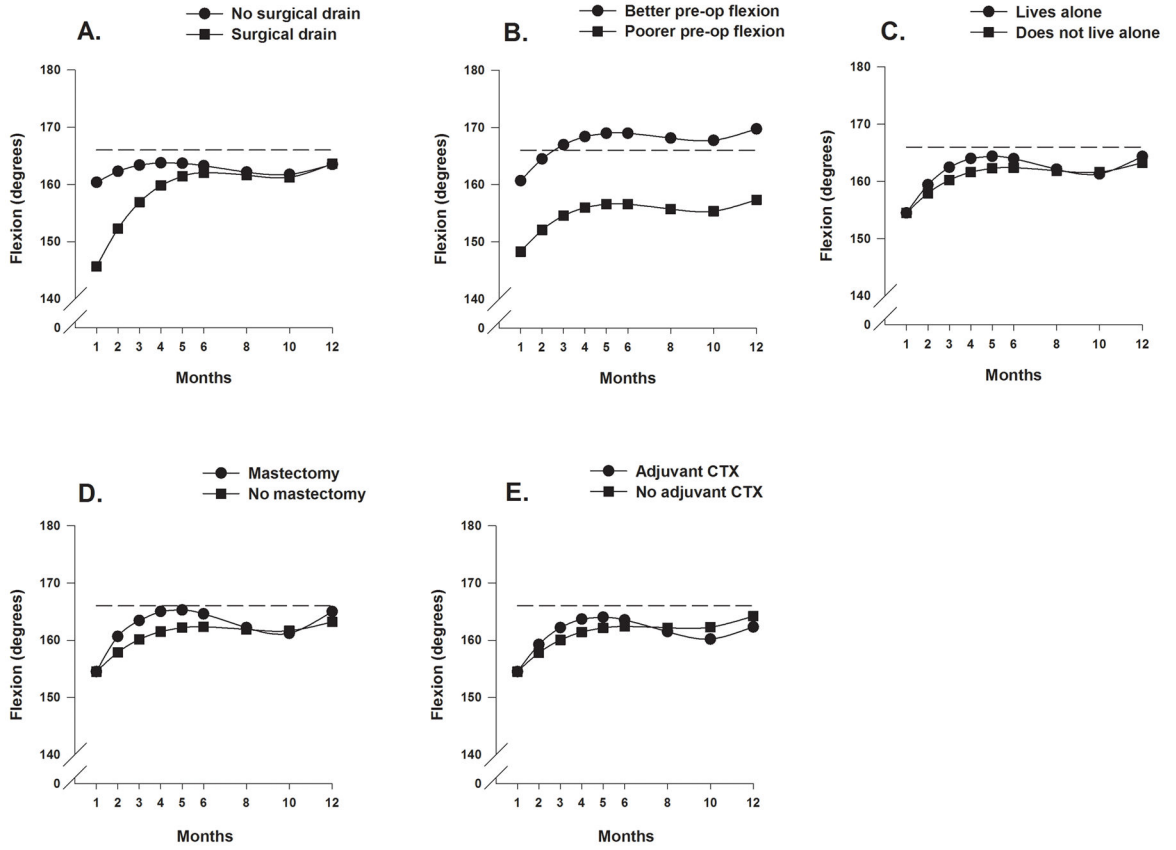 A.
No surgical drain
Surgical drain
Flexion (degrees)
180
170
160
150
140
0
1 2 3 4 5 6 8 10 12
Months
B.
Better pre-op flexion
Poorer pre-op flexion
Flexion (degrees)
180
170
160
150
140
0
1 2 3 4 5 6 8 10 12
Months
C.
Lives alone
Does not live alone
Flexion (degrees)
180
170
160
150
140
0
1 2 3 4 5 6 8 10 12
Months
D.
Mastectomy
No mastectomy
Flexion (degrees)
180
170
160
150
140
0
1 2 3 4 5 6 8 10 12
Months
E.
Adjuvant CTX
No adjuvant CTX
Flexion (degrees)
180
170
160
150
140
0
1 2 3 4 5 6 8 10 12
Months